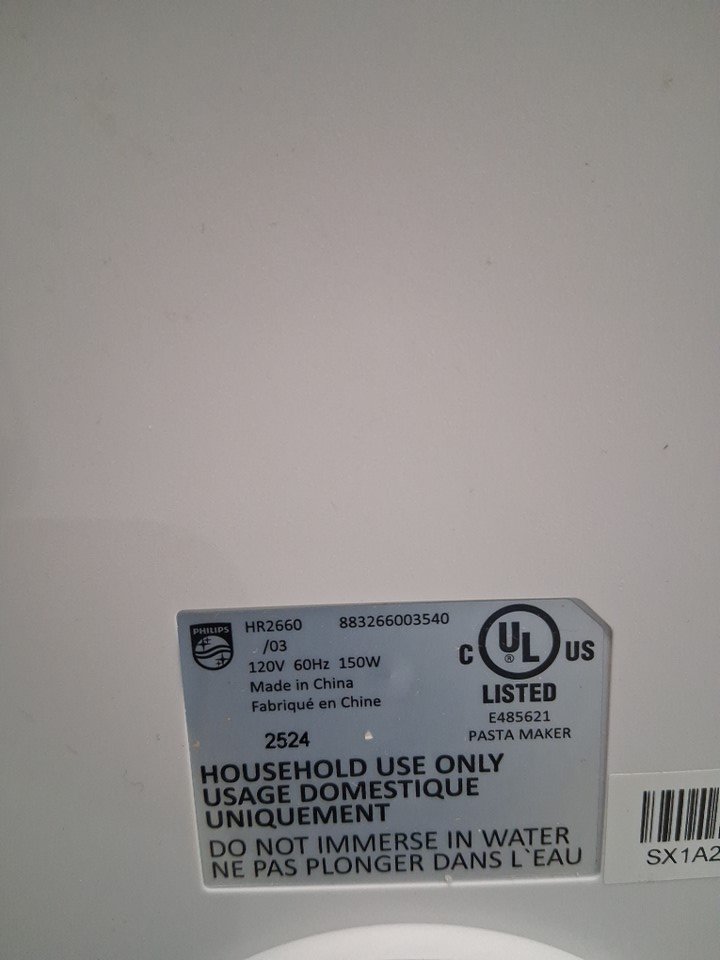 PHILIPS
HR2660 883266003540
/03
120V 60Hz 150W
Made in China
Fabriqué en Chine
2524
C UL® US
LISTED
E485621
PASTA MAKER
HOUSEHOLD USE ONLY
USAGE DOMESTIQUE
UNIQUEMENT
DO NOT IMMERSE IN WATER
NE PAS PLONGER DANS L`EAU
SX1A2